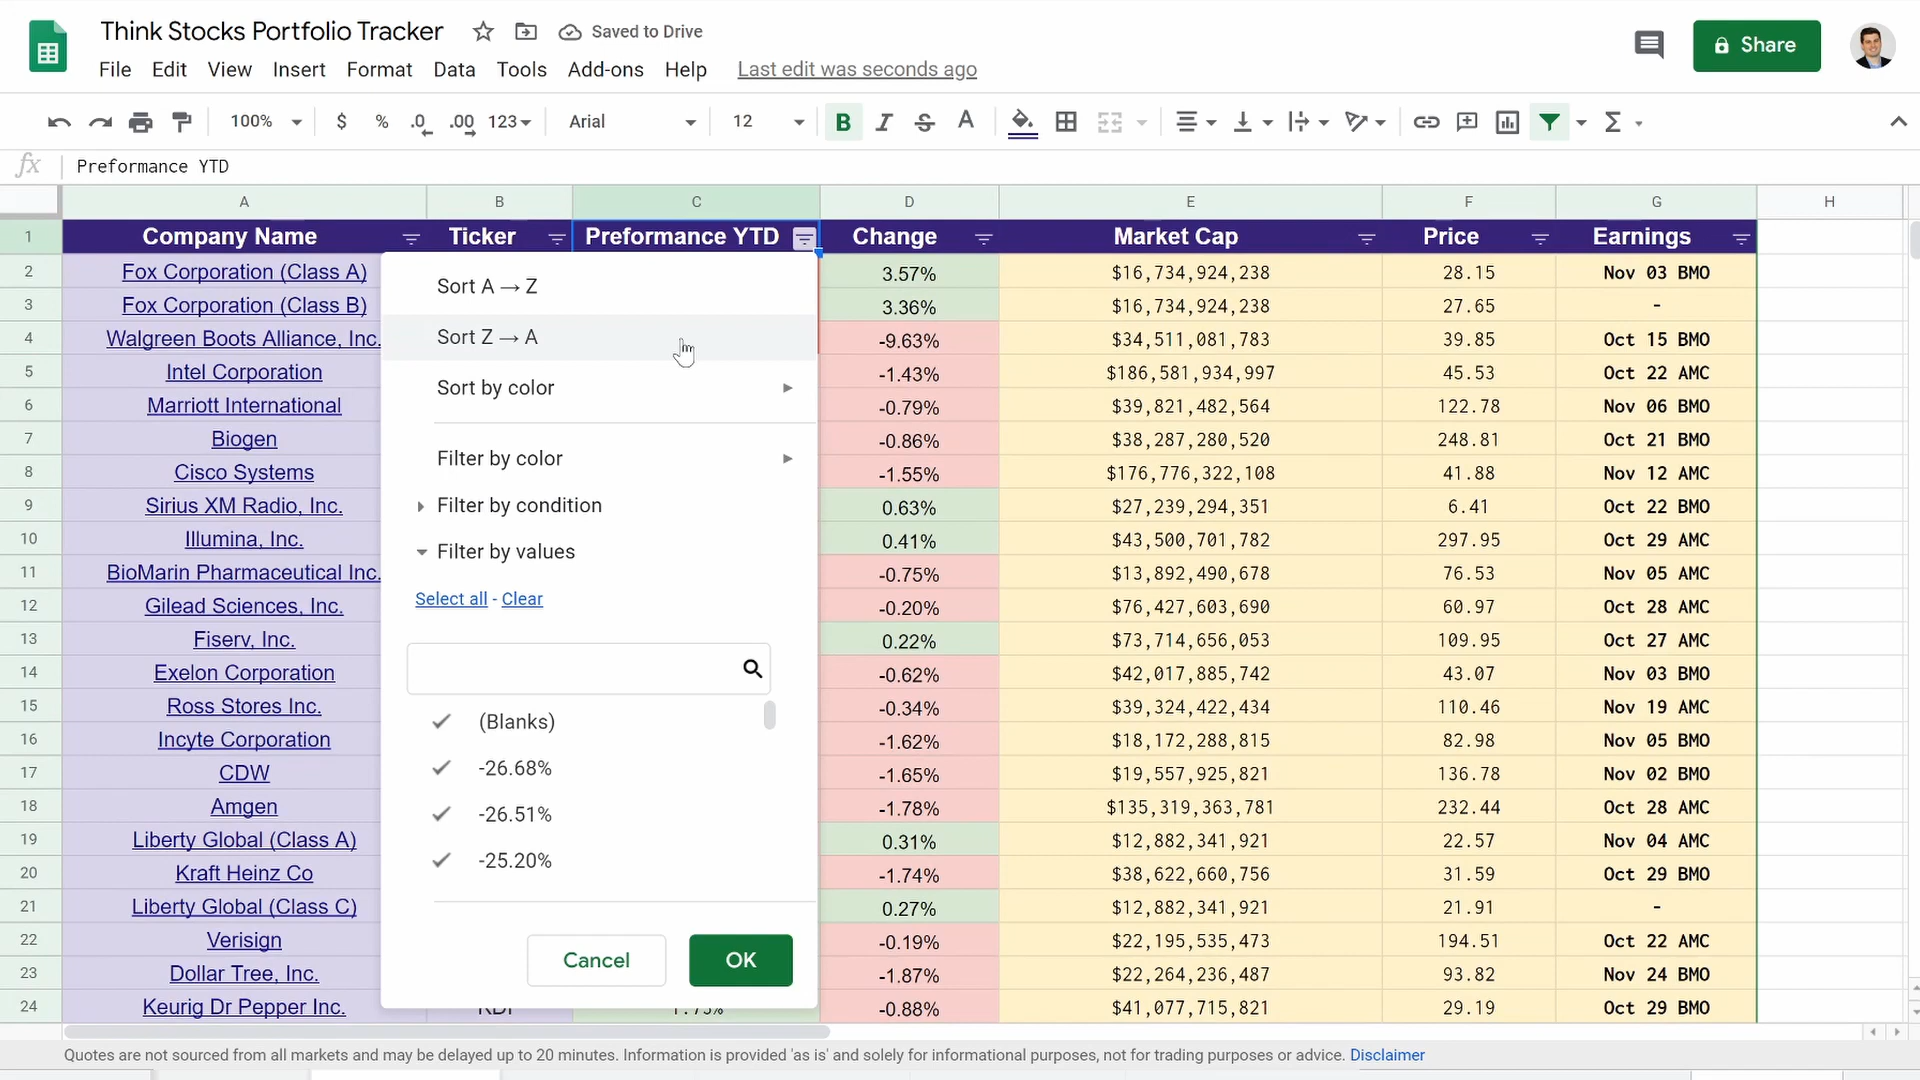 Think Stocks Portfolio Tracker Saved to Drive
File Edit View Insert Format Data Tools Add-ons Help Last edit was seconds ago
Share
100% $ % .0 .00 123 Arial 12 B I S A Σ
fx Preformance YTD
A B C D E F G H
1 Company Name Ticker Preformance YTD Change Market Cap Price Earnings
2 Fox Corporation (Class A) 3.57% $16,734,924,238 28.15 Nov 03 BMO
3 Fox Corporation (Class B) 3.36% $16,734,924,238 27.65 -
4 Walgreen Boots Alliance, Inc. -9.63% $34,511,081,783 39.85 Oct 15 BMO
5 Intel Corporation -1.43% $186,581,934,997 45.53 Oct 22 AMC
6 Marriott International -0.79% $39,821,482,564 122.78 Nov 06 BMO
7 Biogen -0.86% $38,287,280,520 248.81 Oct 21 BMO
8 Cisco Systems -1.55% $176,776,322,108 41.88 Nov 12 AMC
9 Sirius XM Radio, Inc. 0.63% $27,239,294,351 6.41 Oct 22 BMO
10 Illumina, Inc. 0.41% $43,500,701,782 297.95 Oct 29 AMC
11 BioMarin Pharmaceutical Inc. -0.75% $13,892,490,678 76.53 Nov 05 AMC
12 Gilead Sciences, Inc. -0.20% $76,427,603,690 60.97 Oct 28 AMC
13 Fiserv, Inc. 0.22% $73,714,656,053 109.95 Oct 27 AMC
14 Exelon Corporation -0.62% $42,017,885,742 43.07 Nov 03 BMO
15 Ross Stores Inc. -0.34% $39,324,422,434 110.46 Nov 19 AMC
16 Incyte Corporation -1.62% $18,172,288,815 82.98 Nov 05 BMO
17 CDW -1.65% $19,557,925,821 136.78 Nov 02 BMO
18 Amgen -1.78% $135,319,363,781 232.44 Oct 28 AMC
19 Liberty Global (Class A) 0.31% $12,882,341,921 22.57 Nov 04 AMC
20 Kraft Heinz Co -1.74% $38,622,660,756 31.59 Oct 29 BMO
21 Liberty Global (Class C) 0.27% $12,882,341,921 21.91 -
22 Verisign -0.19% $22,195,535,473 194.51 Oct 22 AMC
23 Dollar Tree, Inc. -1.87% $22,264,236,487 93.82 Nov 24 BMO
24 Keurig Dr Pepper Inc. KDP 1.75% -0.88% $41,077,715,821 29.19 Oct 29 BMO
Sort A → Z
Sort Z → A
Sort by color
Filter by color
Filter by condition
Filter by values
Select all - Clear
(Blanks)
-26.68%
-26.51%
-25.20%
Cancel OK
Quotes are not sourced from all markets and may be delayed up to 20 minutes. Information is provided 'as is' and solely for informational purposes, not for trading purposes or advice. Disclaimer